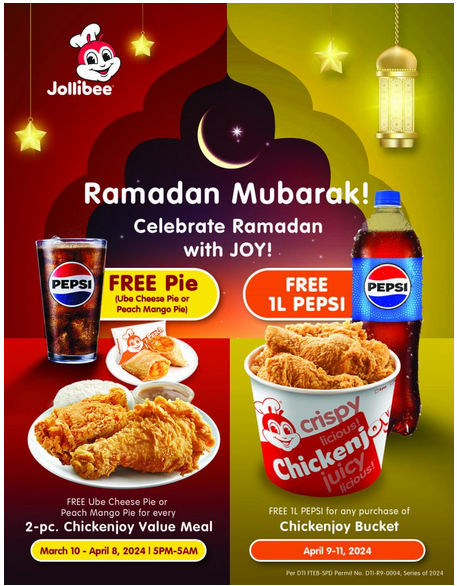 Jollibee
Ramadan Mubarak!
Celebrate Ramadan
with JOY!
PEPSI
FREE Pie
(Ube Cheese Pie or
Peach Mango Pie)
FREE
1L PEPSI
PEPSI
crispy
licious!
Chickenjoy
juicy
licious!
FREE Ube Cheese Pie or
Peach Mango Pie for every
2-pc. Chickenjoy Value Meal
March 10 - April 8, 2024 | 5PM-5AM
FREE 1L PEPSI for any purchase of
Chickenjoy Bucket
April 9-11, 2024
Per DTI FTEB-SPD Permit No. DTI-R9-0004, Series of 2024